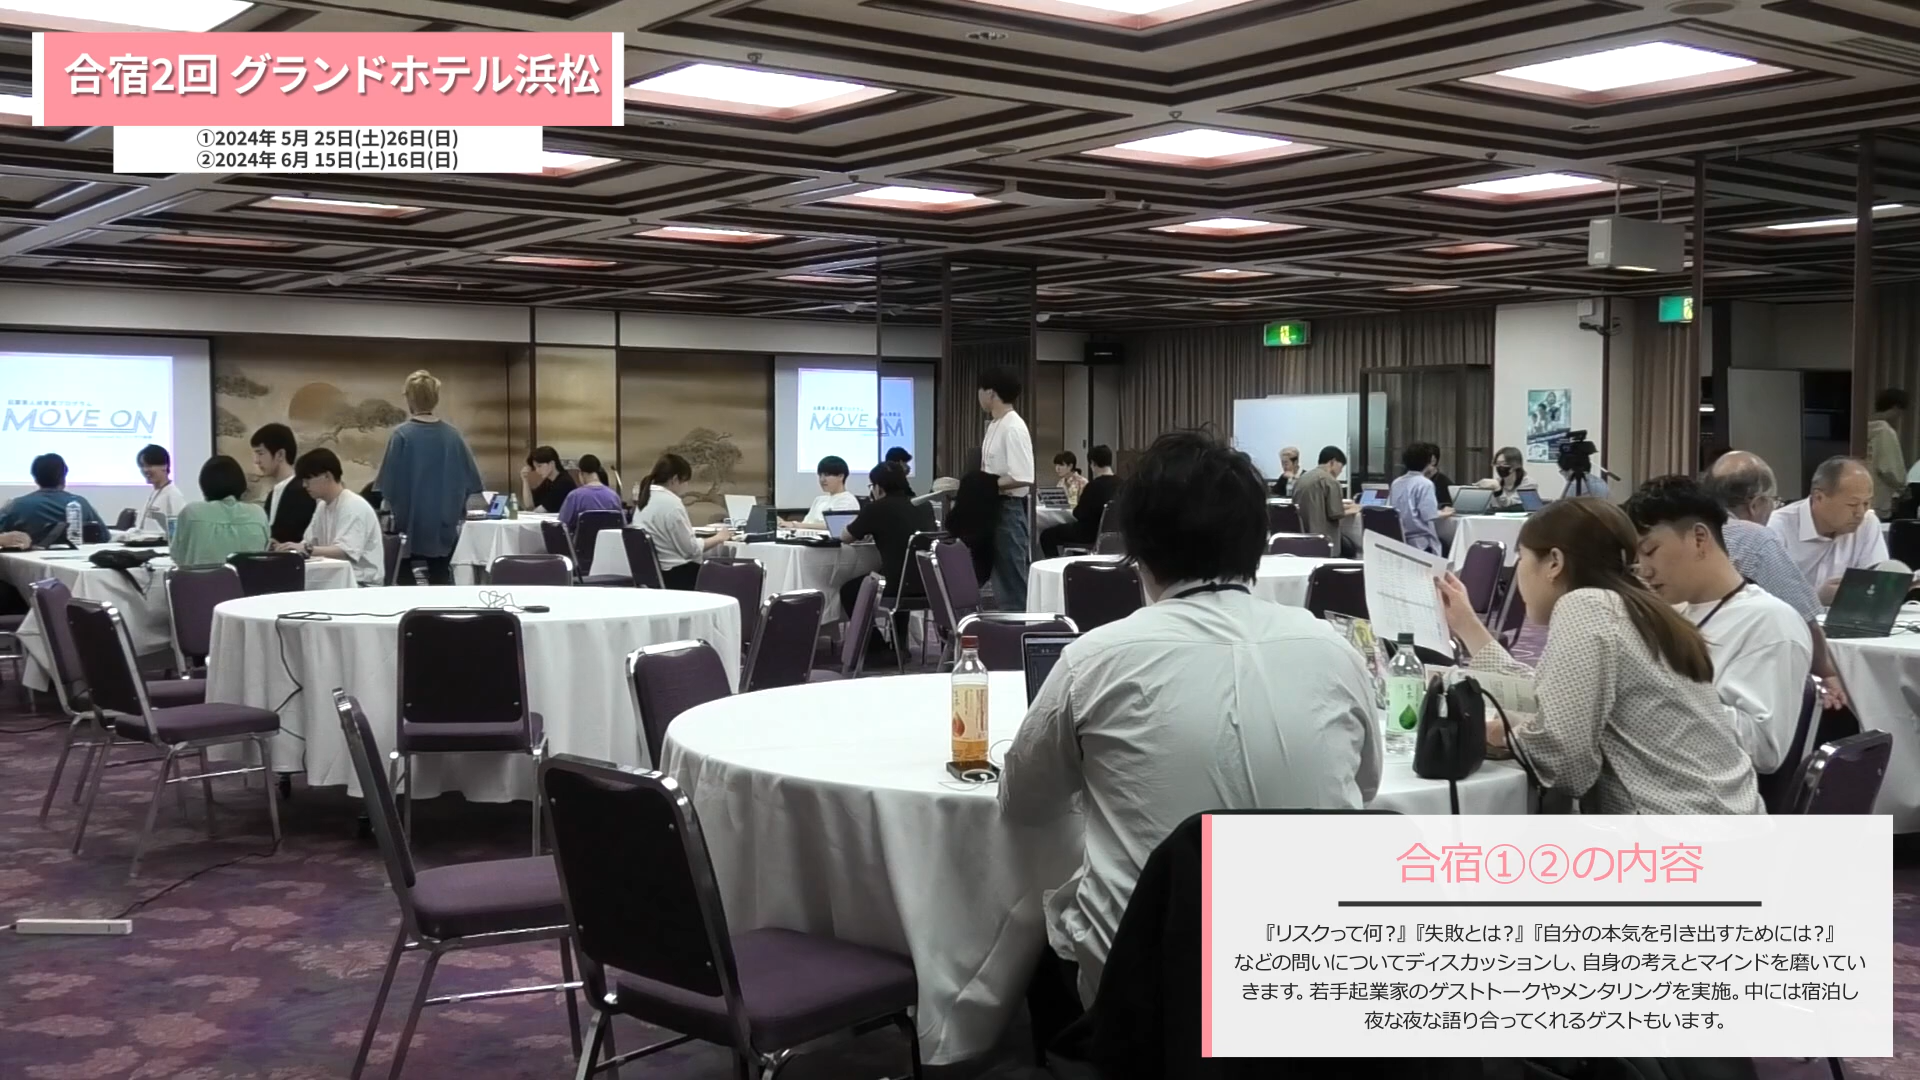 合宿2回 グランドホテル浜松
①2024年 5月 25日(土)26日(日)
②2024年 6月 15日(土)16日(日)
MOVE ON
MOVE
合宿①②の内容
『リスクって何？』『失敗とは？』『自分の本気を引き出すためには？』
などの問いについてディスカッションし、自身の考えとマインドを磨いてい
きます。若手起業家のゲストトークやメンタリングを実施。中には宿泊し
夜な夜な語り合ってくれるゲストもいます。